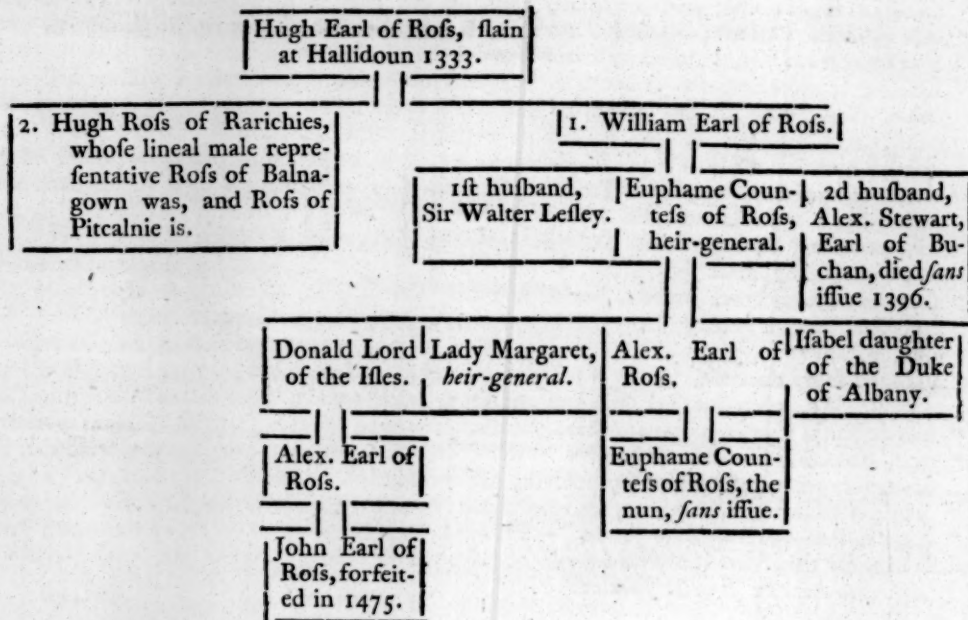 Hugh Earl of Roſs, ſlain
at Hallidoun 1333.
2. Hugh Roſs of Rarichies,
whoſe lineal male repre-
ſentative Roſs of Balna-
gown was, and Roſs of
Pitcalnie is.
1. William Earl of Roſs.
1ſt huſband,
Sir Walter Leſley.
Euphame Coun-
teſs of Roſs,
heir-general.
2d huſband,
Alex. Stewart,
Earl of Bu-
chan, died ſans
iſſue 1396.
Donald Lord
of the Iſles.
Lady Margaret,
heir-general.
Alex. Earl of
Roſs.
Iſabel daughter
of the Duke
of Albany.
Alex. Earl of
Roſs.
Euphame Coun-
teſs of Roſs, the
nun, ſans iſſue.
John Earl of
Roſs, forfeit-
ed in 1475.